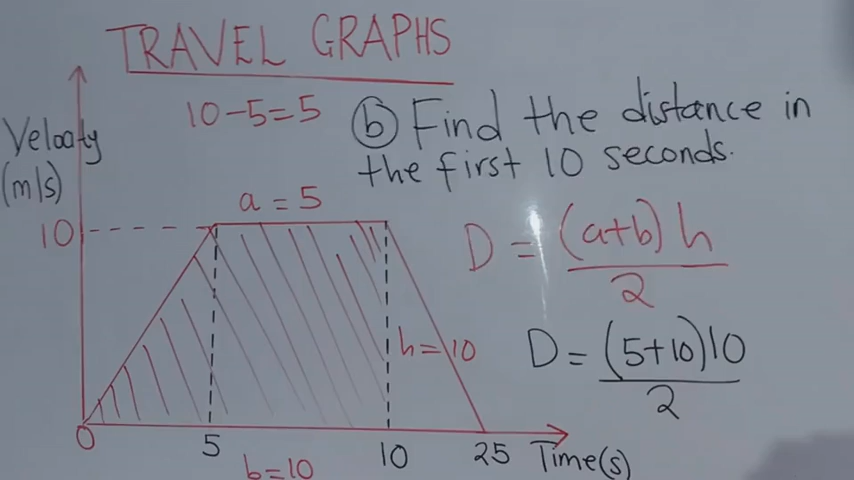 TRAVEL GRAPHS
10-5=5
ⓑ Find the distance in
the first 10 seconds.
Velocity
(m/s)
a = 5
10
D = (a+b) h
2
h=10
D = (5+10)10
2
0
5
10
25
Time(s)
b=10